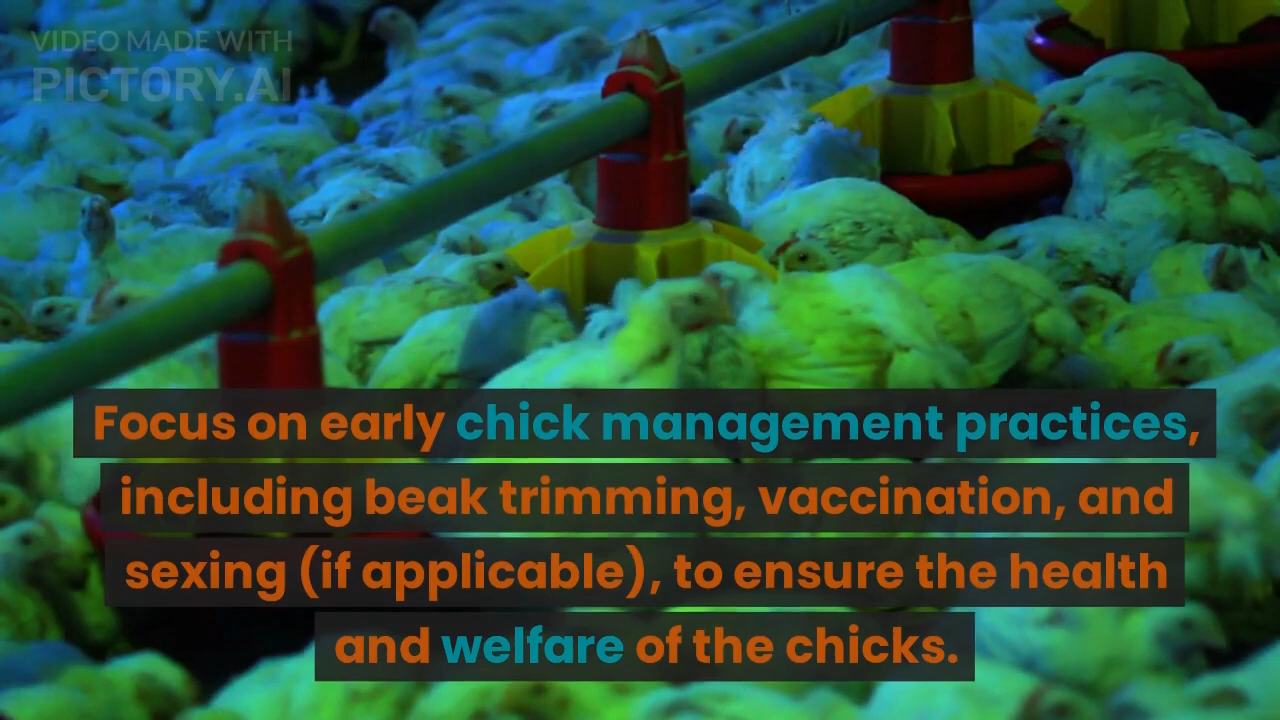 VIDEO MADE WITH
PICTORY.AI
Focus on early chick management practices,
including beak trimming, vaccination, and
sexing (if applicable), to ensure the health
and welfare of the chicks.